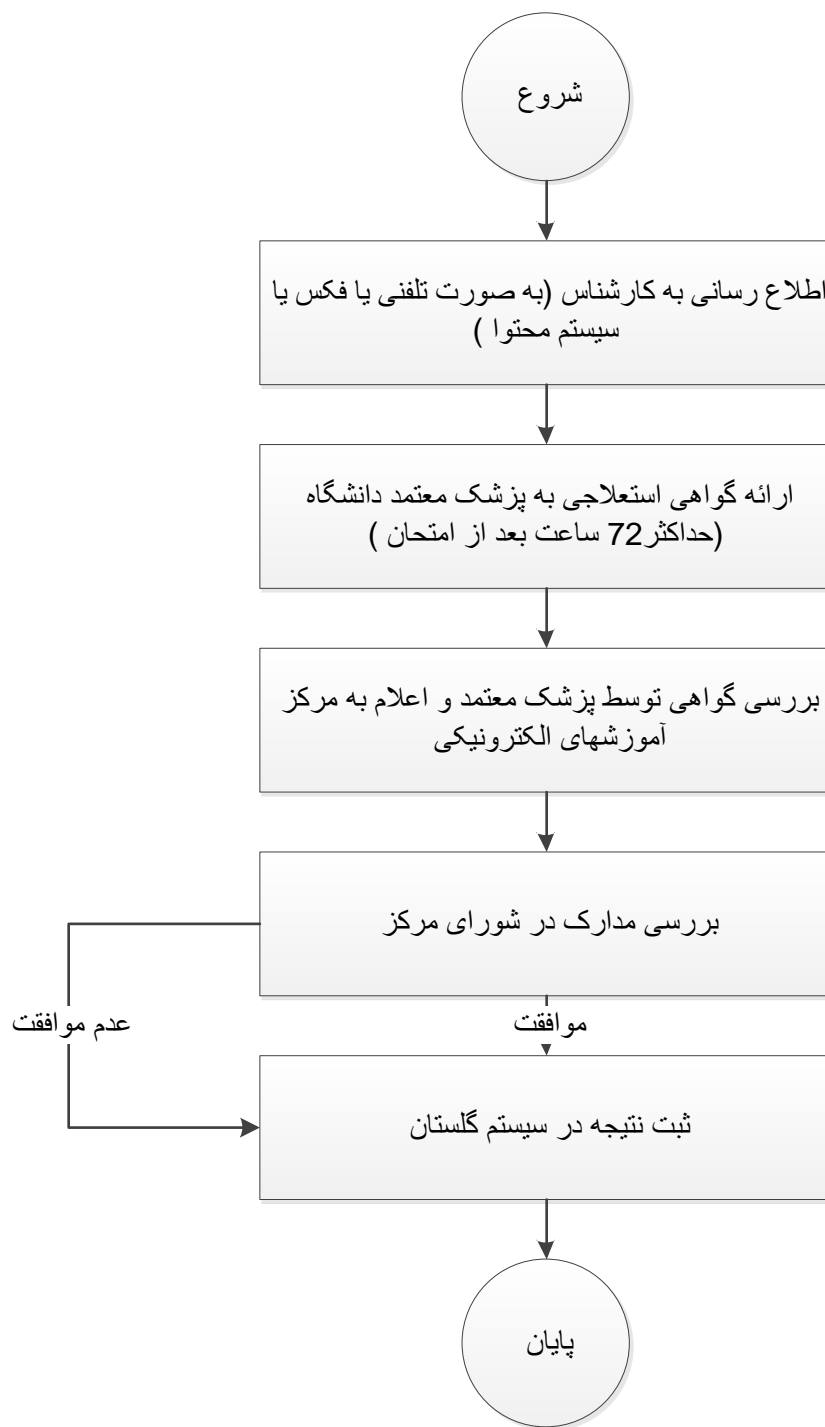 شروع
اطلاع رسانی به کارشناس (به صورت تلفنی یا فکس یا
سیستم محتوا )
ارائه گواهی استعلاجی به پزشک معتمد دانشگاه
(حداکثر72 ساعت بعد از امتحان )
بررسی گواهی توسط پزشک معتمد و اعلام به مرکز
آموزشهای الکترونیکی
بررسی مدارک در شورای مرکز
موافقت
عدم موافقت
ثبت نتیجه در سیستم گلستان
پایان